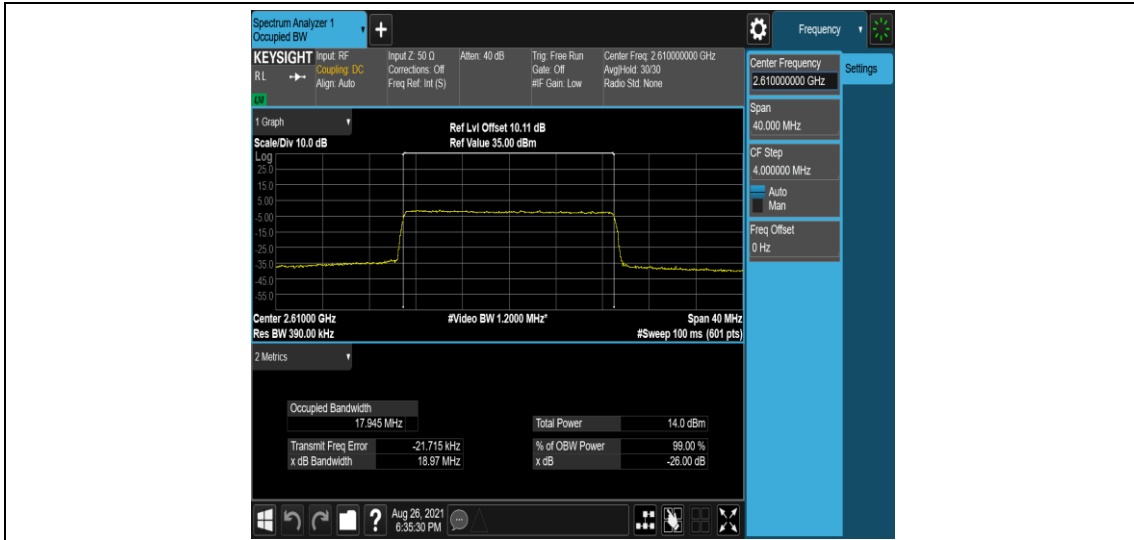 Spectrum Analyzer 1
Occupied BW
+
Frequency
KEYSIGHT
RL
Input: RF
Coupling: DC
Align: Auto
Input Z: 50 Ω
Corrections: Off
Freq Ref: Int (S)
Atten: 40 dB
Trig: Free Run
Gate: Off
#IF Gain: Low
Center Freq: 2.610000000 GHz
Avg|Hold: 30/30
Radio Std: None
1 Graph
Scale/Div 10.0 dB
Ref Lvl Offset 10.11 dB
Ref Value 35.00 dBm
Log
25.0
15.0
5.00
-5.00
-15.0
-25.0
-35.0
-45.0
-55.0
Center 2.61000 GHz
#Video BW 1.2000 MHz*
Span 40 MHz
Res BW 390.00 kHz
#Sweep 100 ms (601 pts)
2 Metrics
Occupied Bandwidth
17.945 MHz
Total Power 14.0 dBm
Transmit Freq Error -21.715 kHz
% of OBW Power 99.00 %
x dB Bandwidth 18.97 MHz
x dB -26.00 dB
Center Frequency
2.610000000 GHz
Settings
Span
40.000 MHz
CF Step
4.000000 MHz
Auto
Man
Freq Offset
0 Hz
?
Aug 26, 2021
6:35:30 PM